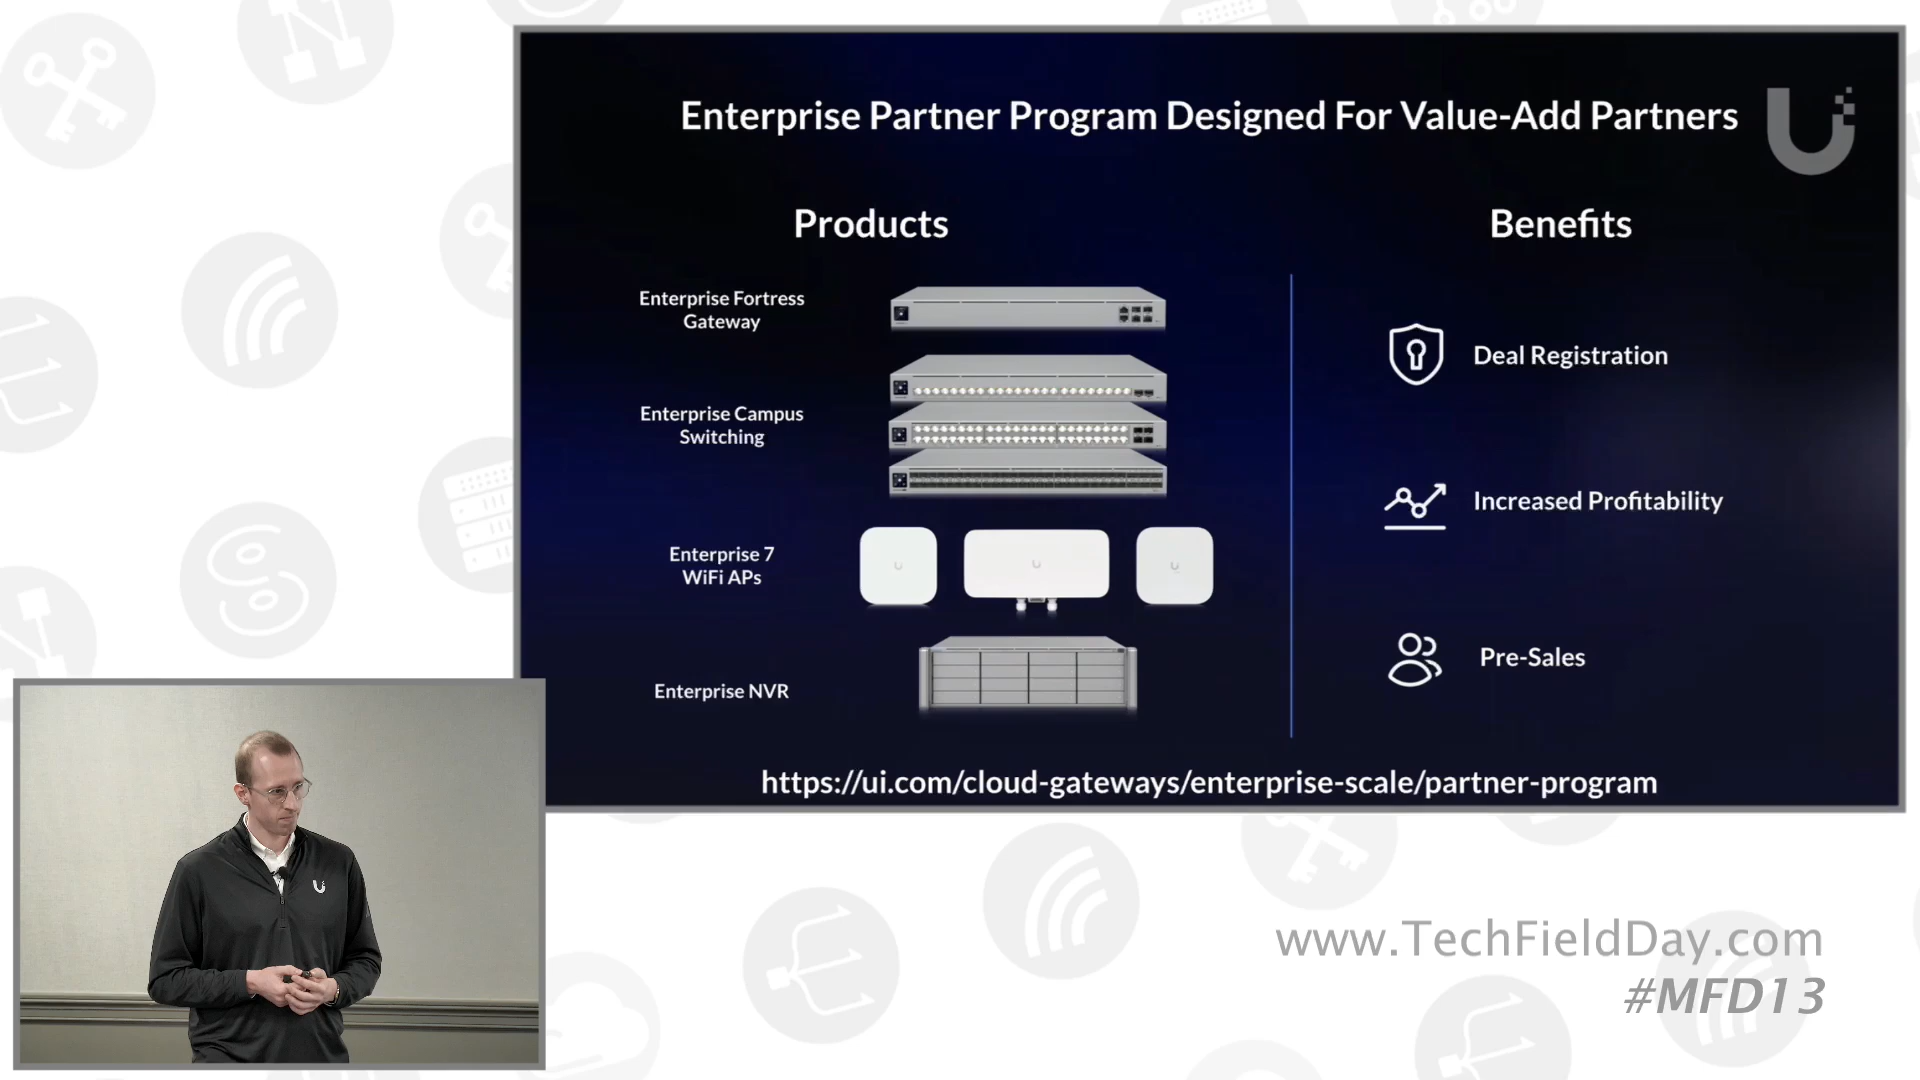 Enterprise Partner Program Designed For Value-Add Partners
Products
Benefits
Enterprise Fortress
Gateway
Enterprise Campus
Switching
Enterprise 7
WiFi APs
Enterprise NVR
Deal Registration
Increased Profitability
Pre-Sales
https://ui.com/cloud-gateways/enterprise-scale/partner-program
www.TechFieldDay.com
#MFD13